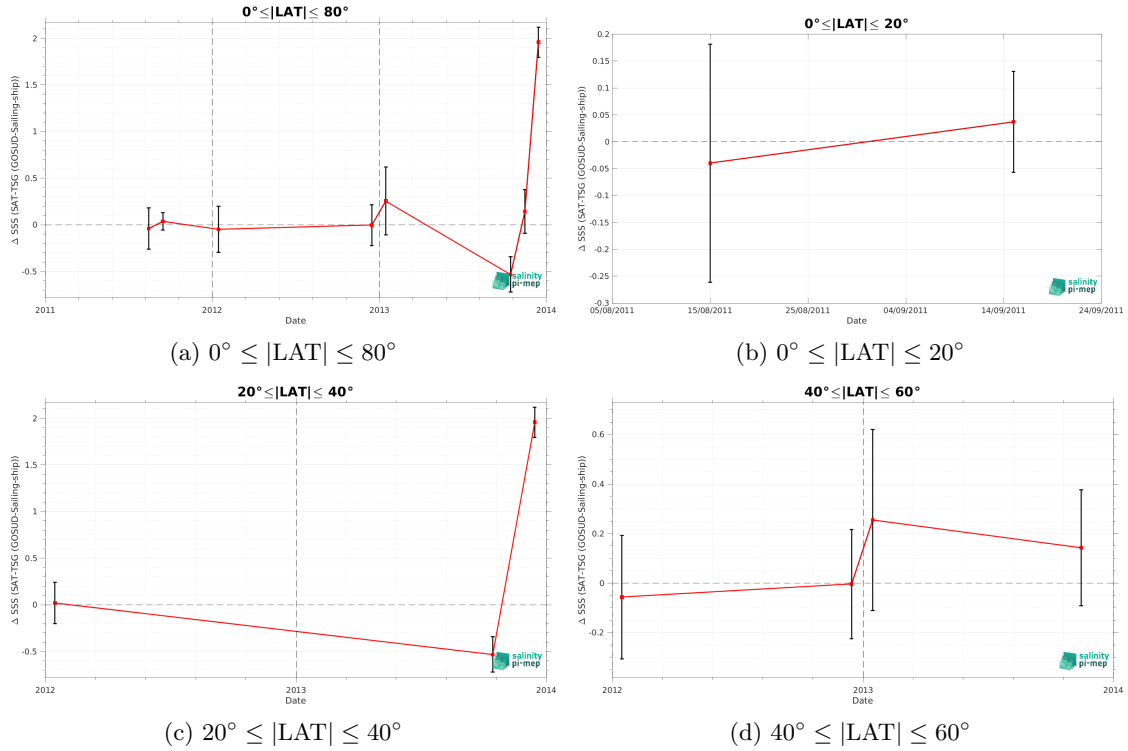 0°≤|LAT|≤ 80°
Δ SSS (SAT-TSG (GOSUD-Sailing-ship))
2
1.5
1
0.5
0
-0.5
2011
2012
2013
2014
Date
salinity
pi-mep
(a) 0° ≤ |LAT| ≤ 80°
0°≤|LAT|≤ 20°
Δ SSS (SAT-TSG (GOSUD-Sailing-ship))
0.2
0.15
0.1
0.05
0
-0.05
-0.1
-0.15
-0.2
-0.25
-0.3
05/08/2011
15/08/2011
25/08/2011
04/09/2011
14/09/2011
24/09/2011
Date
salinity
pi-mep
(b) 0° ≤ |LAT| ≤ 20°
20°≤|LAT|≤ 40°
Δ SSS (SAT-TSG (GOSUD-Sailing-ship))
2
1.5
1
0.5
0
-0.5
2012
2013
2014
Date
salinity
pi-mep
(c) 20° ≤ |LAT| ≤ 40°
40°≤|LAT|≤ 60°
Δ SSS (SAT-TSG (GOSUD-Sailing-ship))
0.6
0.4
0.2
0
-0.2
2012
2013
2014
Date
salinity
pi-mep
(d) 40° ≤ |LAT| ≤ 60°